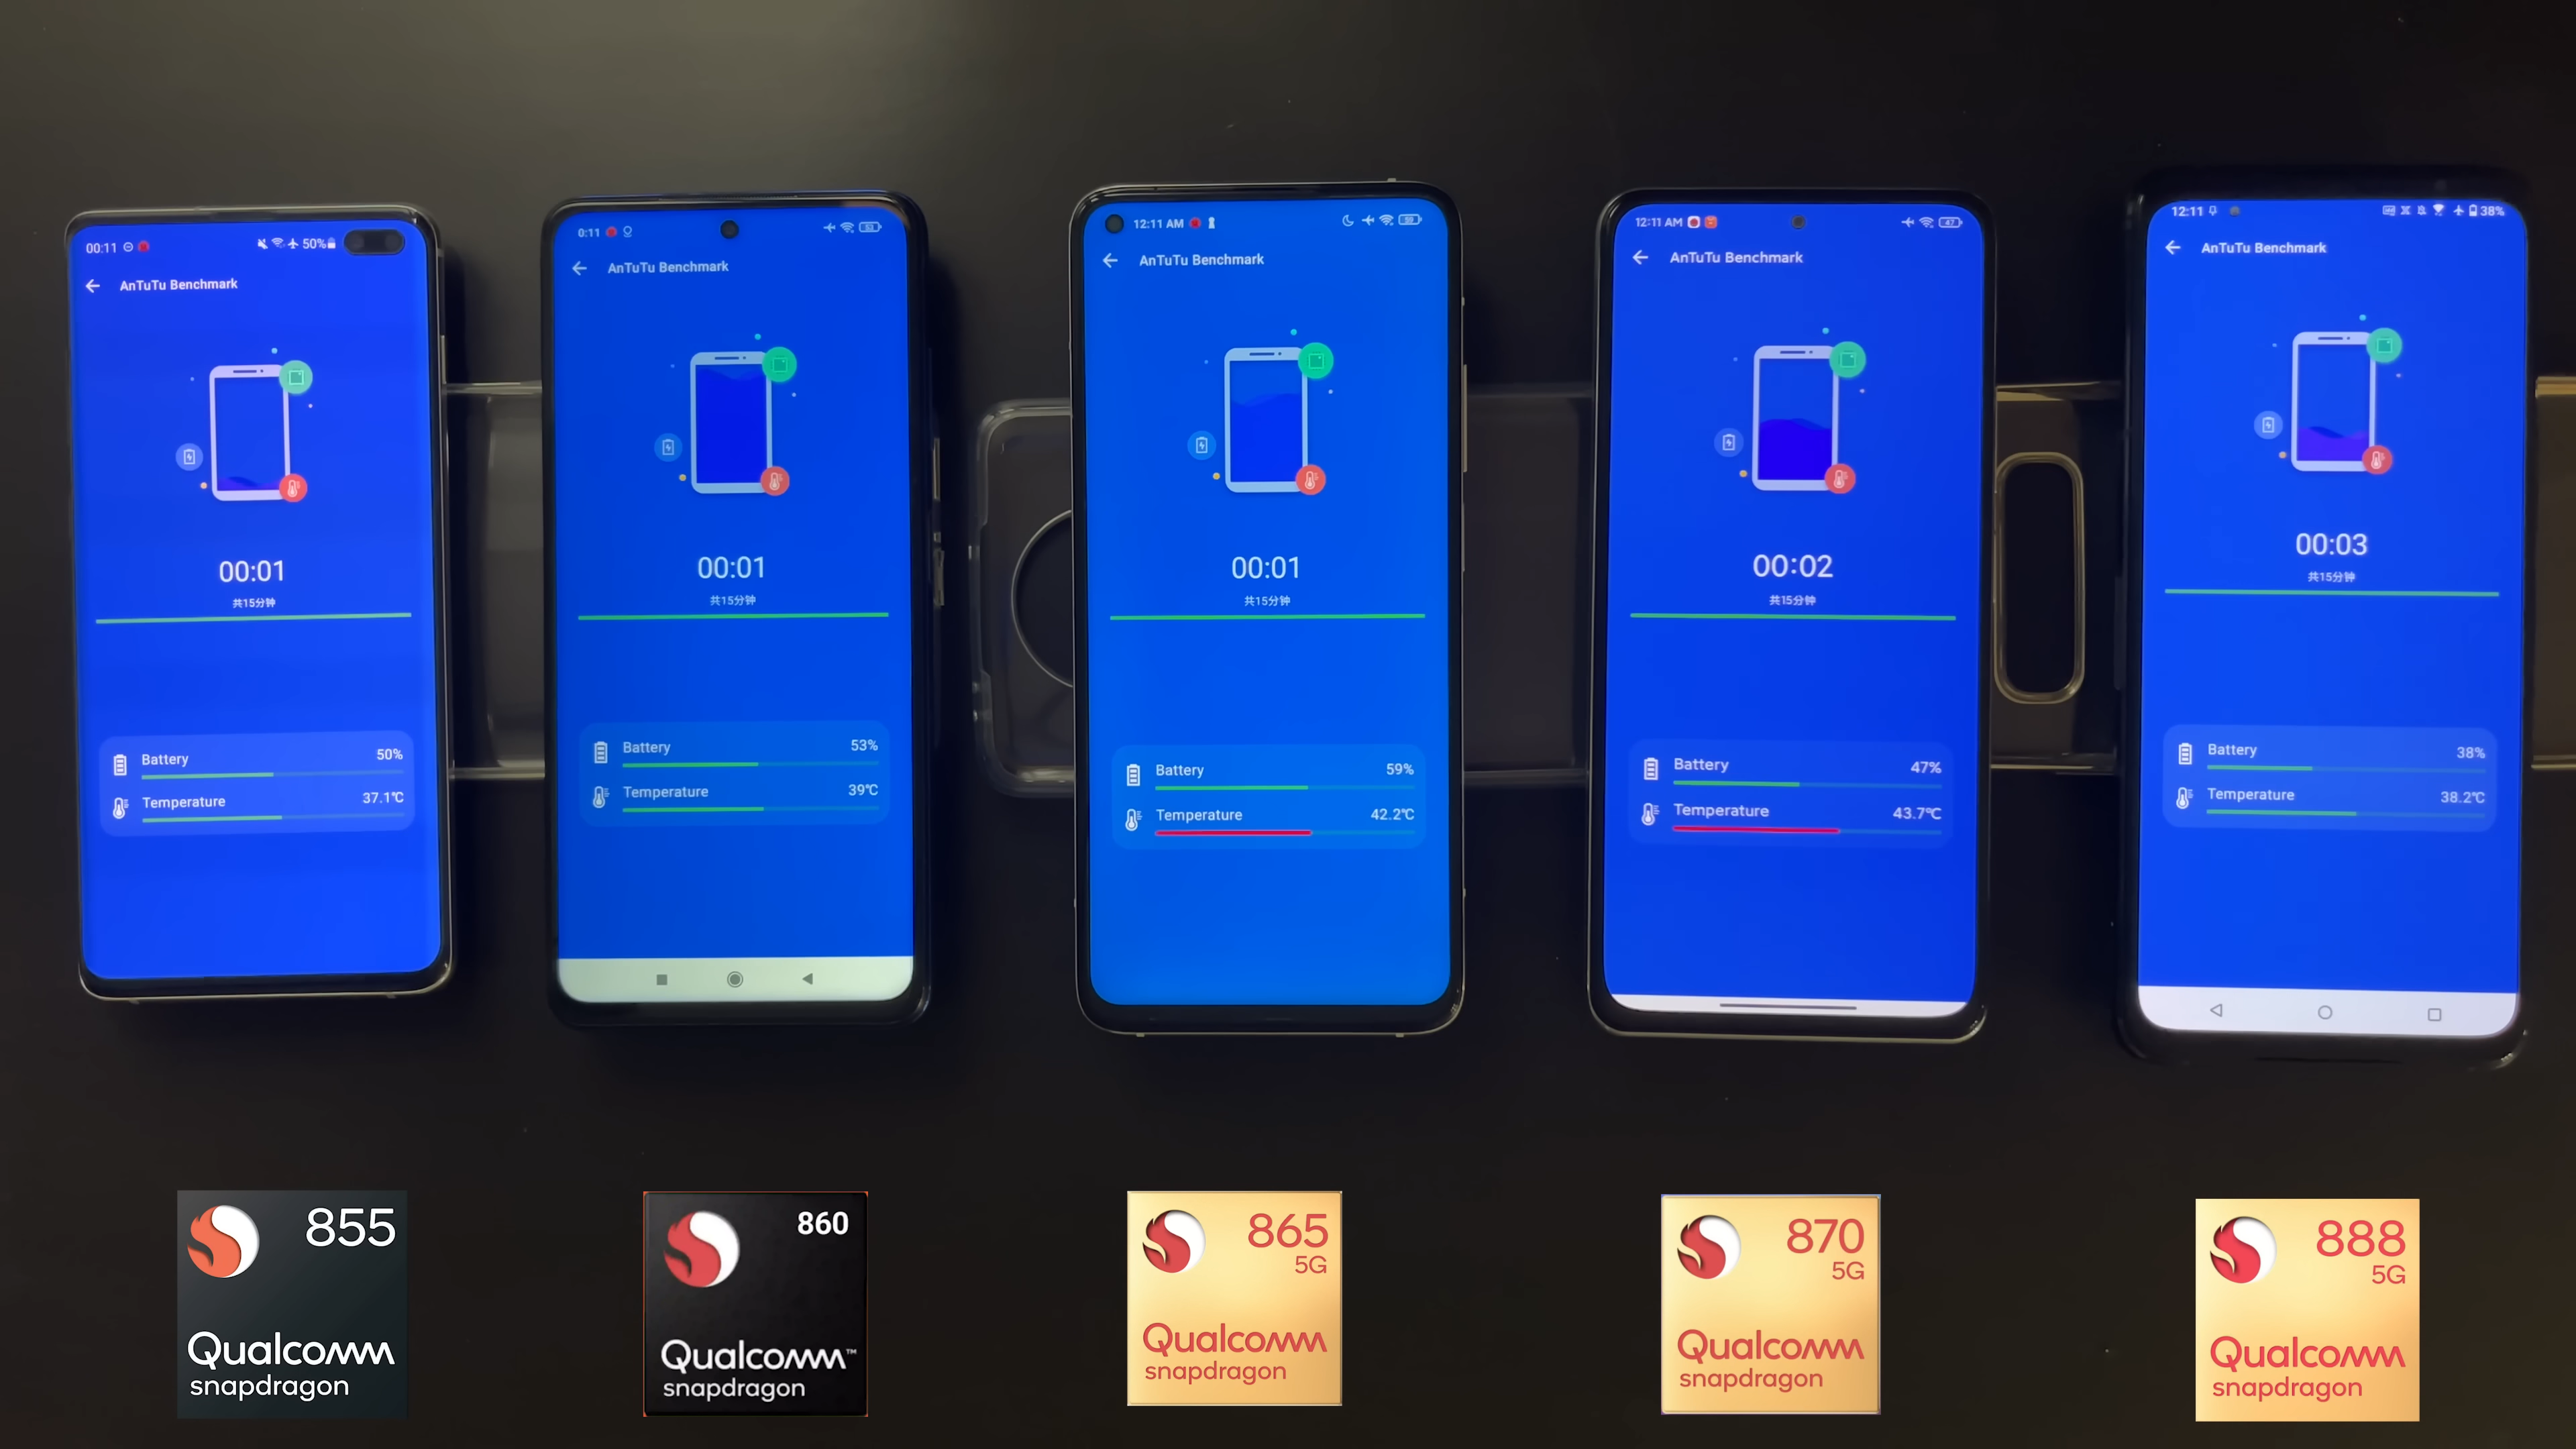 00:11
50%
AnTuTu Benchmark
00:01
共15分钟
Battery 50%
Temperature 37.1℃
0:11
53
AnTuTu Benchmark
00:01
共15分钟
Battery 53%
Temperature 39℃
12:11 AM
59
AnTuTu Benchmark
00:01
共15分钟
Battery 59%
Temperature 42.2℃
12:11 AM
47
AnTuTu Benchmark
00:02
共15分钟
Battery 47%
Temperature 43.7℃
12:11
38%
AnTuTu Benchmark
00:03
共15分钟
Battery 38%
Temperature 38.2℃
855
Qualcomm
snapdragon
860
Qualcomm™
snapdragon
865
5G
Qualcomm
snapdragon
870
5G
Qualcomm
snapdragon
888
5G
Qualcomm
snapdragon